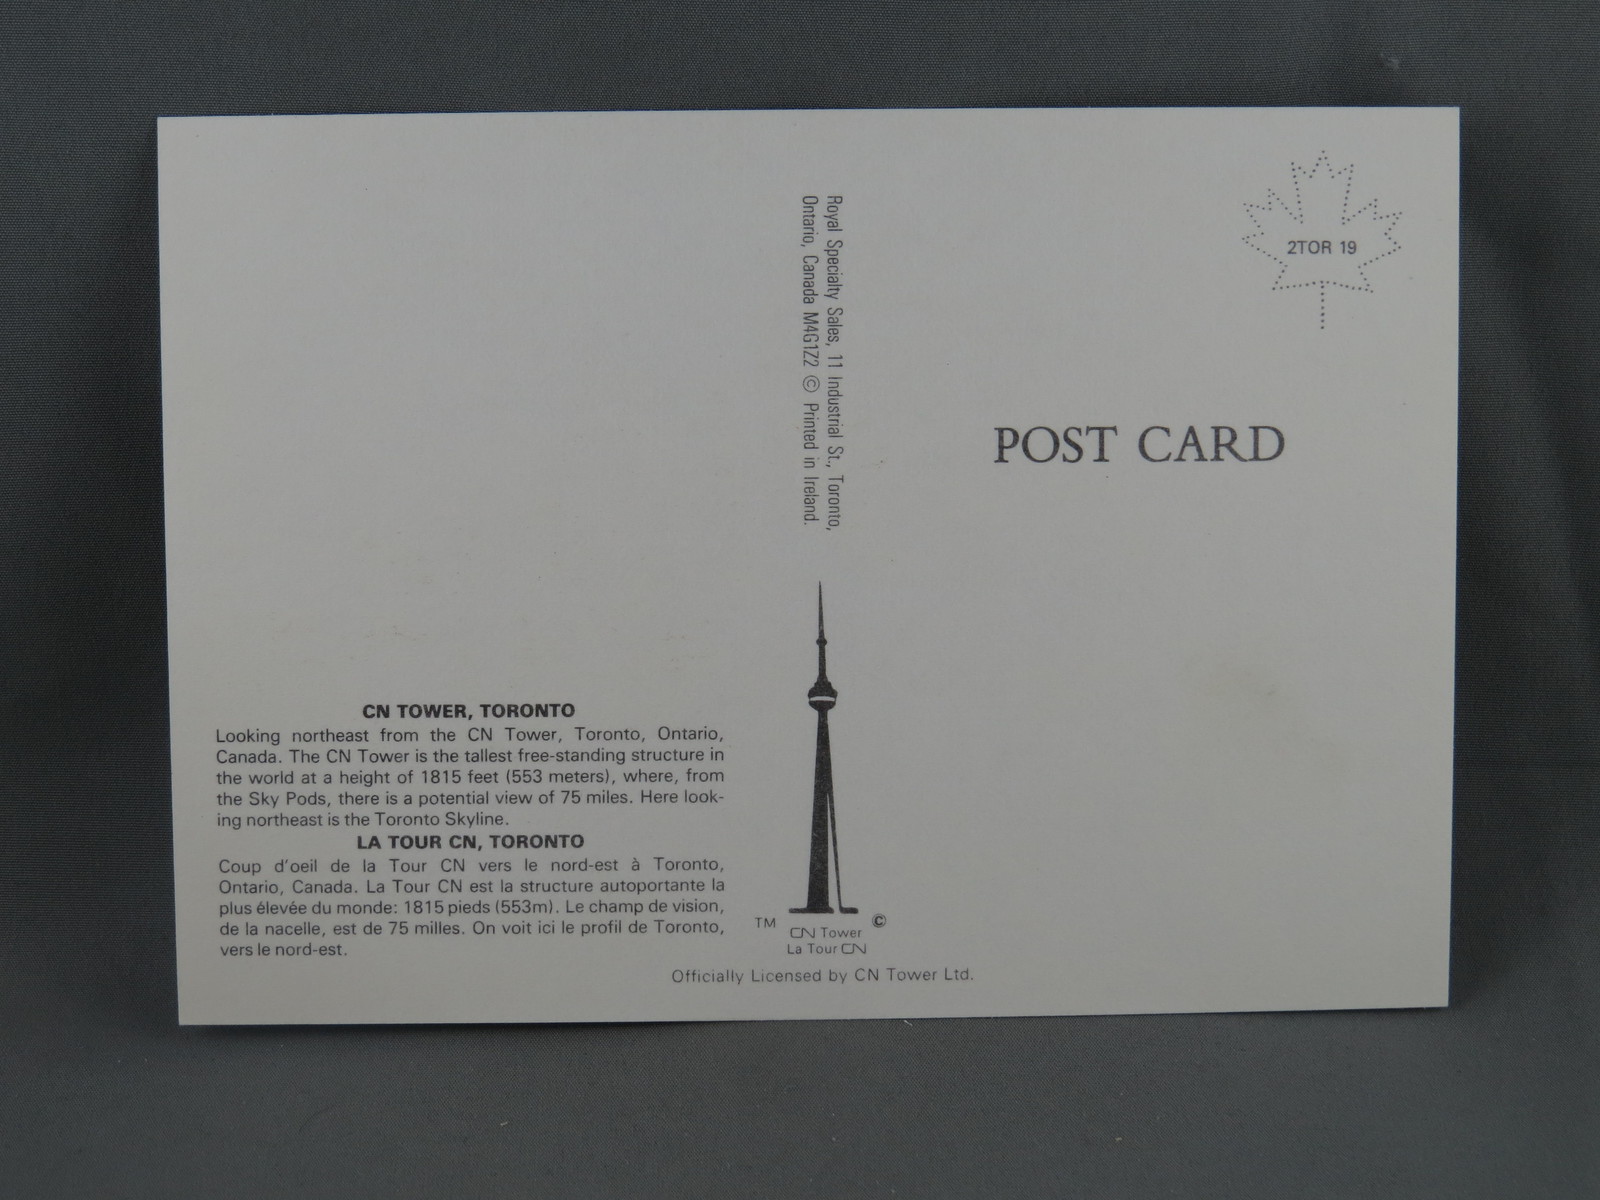 Royal Specialty Sales, 11 Industrial St., Toronto,
Ontario, Canada M4G1Z2 © Printed in Ireland.
2TOR 19
POST CARD
CN TOWER, TORONTO
Looking northeast from the CN Tower, Toronto, Ontario,
Canada. The CN Tower is the tallest free-standing structure in
the world at a height of 1815 feet (553 meters), where, from
the Sky Pods, there is a potential view of 75 miles. Here look-
ing northeast is the Toronto Skyline.
LA TOUR CN, TORONTO
Coup d'oeil de la Tour CN vers le nord-est à Toronto,
Ontario, Canada. La Tour CN est la structure autoportante la
plus élevée du monde: 1815 pieds (553m). Le champ de vision,
de la nacelle, est de 75 milles. On voit ici le profil de Toronto,
vers le nord-est.
TM ©
CN Tower
La Tour CN
Officially Licensed by CN Tower Ltd.